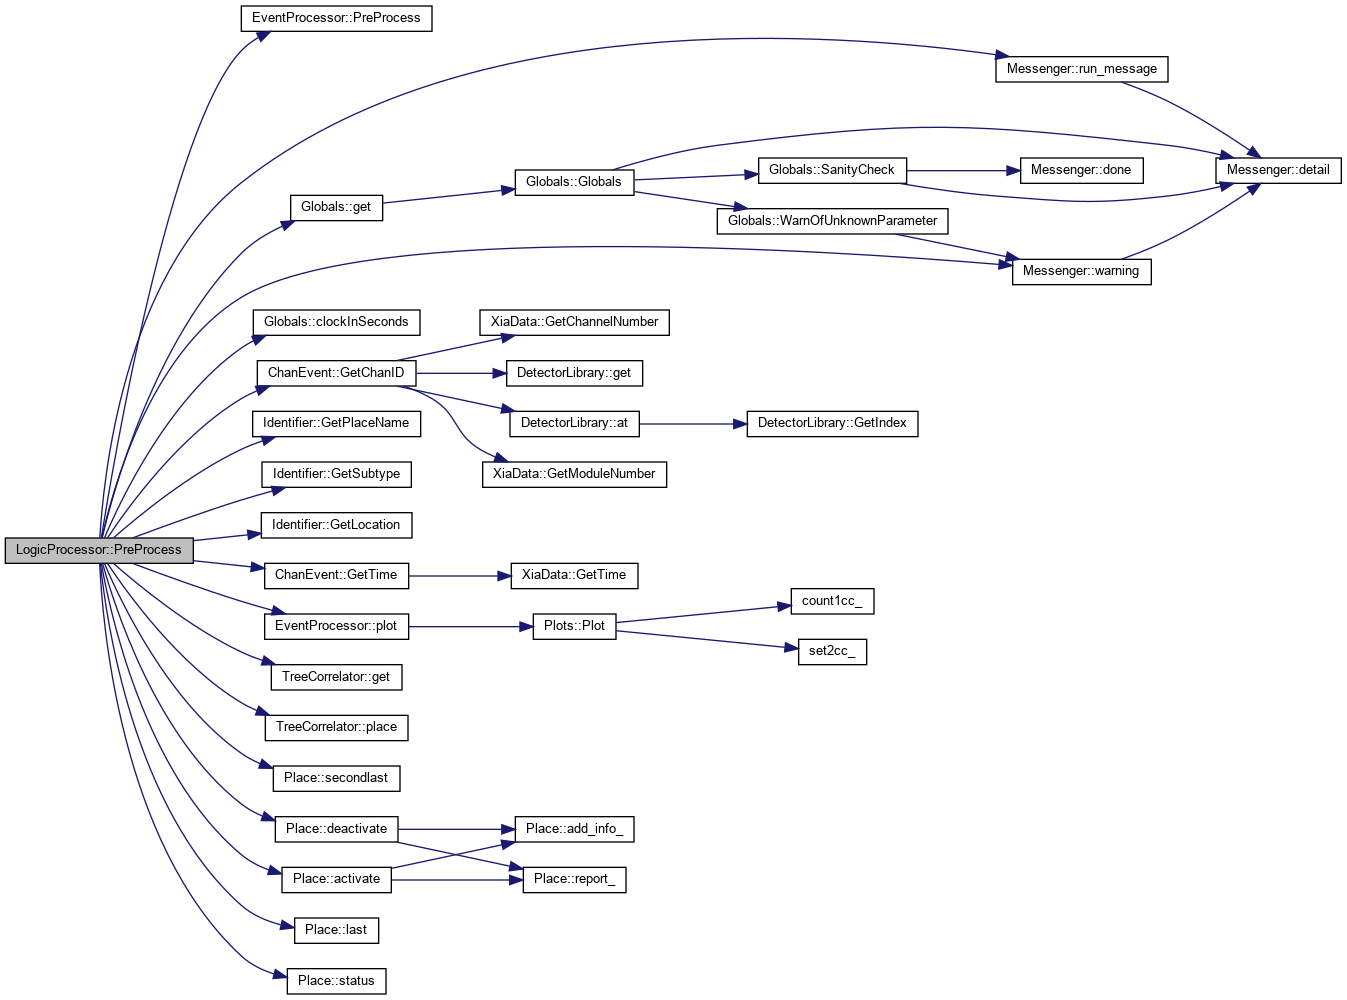 EventProcessor::PreProcess
Messenger::run_message
Globals::SanityCheck
Messenger::done
Messenger::detail
Globals::Globals
Globals::get
Globals::WarnOfUnknownParameter
Messenger::warning
Globals::clockInSeconds
XiaData::GetChannelNumber
ChanEvent::GetChanID
DetectorLibrary::get
Identifier::GetPlaceName
DetectorLibrary::at
DetectorLibrary::GetIndex
Identifier::GetSubtype
XiaData::GetModuleNumber
Identifier::GetLocation
LogicProcessor::PreProcess
ChanEvent::GetTime
XiaData::GetTime
count1cc_
EventProcessor::plot
Plots::Plot
set2cc_
TreeCorrelator::get
TreeCorrelator::place
Place::secondlast
Place::deactivate
Place::add_info_
Place::activate
Place::report_
Place::last
Place::status